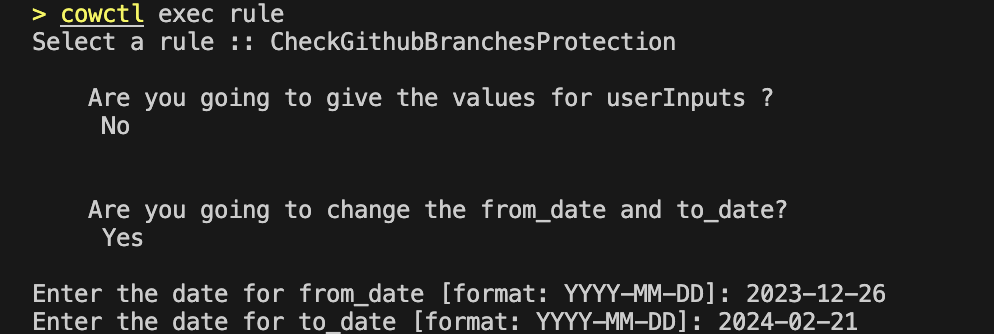 > cowctl exec rule
Select a rule :: CheckGithubBranchesProtection
Are you going to give the values for userInputs ?
No
Are you going to change the from_date and to_date?
Yes
Enter the date for from_date [format: YYYY-MM-DD]: 2023-12-26
Enter the date for to_date [format: YYYY-MM-DD]: 2024-02-21